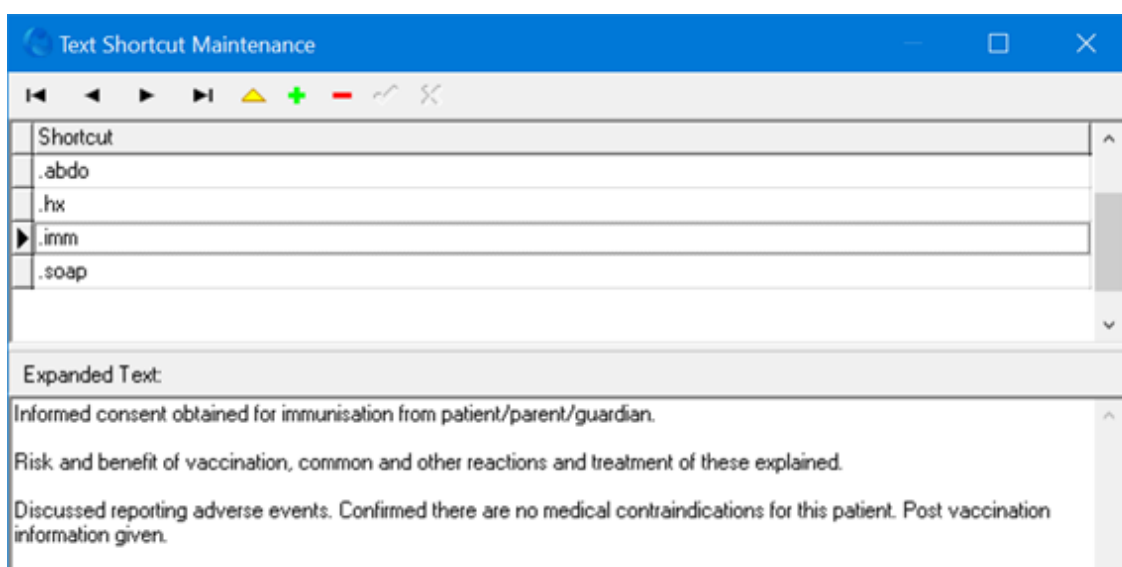 Text Shortcut Maintenance
Shortcut
.abdo
.hx
.imm
.soap
Expanded Text:
Informed consent obtained for immunisation from patient/parent/guardian.
Risk and benefit of vaccination, common and other reactions and treatment of these explained.
Discussed reporting adverse events. Confirmed there are no medical contraindications for this patient. Post vaccination
information given.